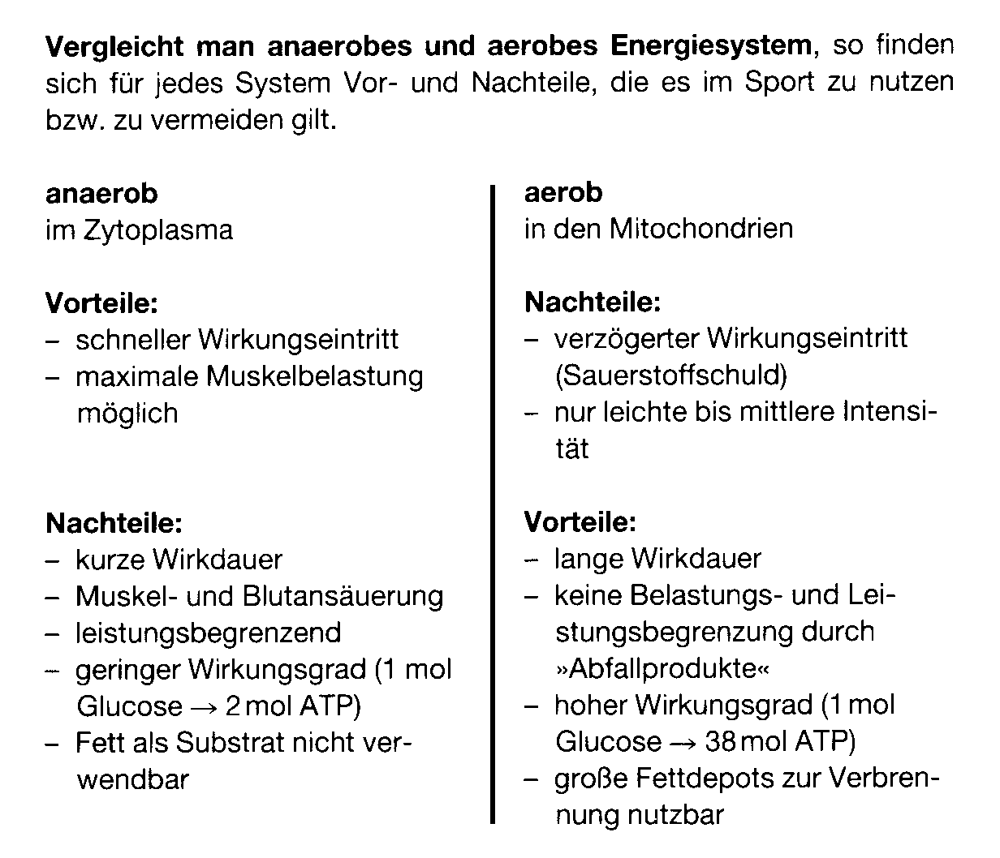 Vergleicht man anaerobes und aerobes Energiesystem, so finden
sich für jedes System Vor- und Nachteile, die es im Sport zu nutzen
bzw. zu vermeiden gilt.
anaerob
im Zytoplasma
Vorteile:
– schneller Wirkungseintritt
– maximale Muskelbelastung
möglich
Nachteile:
– kurze Wirkdauer
– Muskel- und Blutansäuerung
– leistungsbegrenzend
– geringer Wirkungsgrad (1 mol
Glucose → 2 mol ATP)
– Fett als Substrat nicht ver-
wendbar
aerob
in den Mitochondrien
Nachteile:
– verzögerter Wirkungseintritt
(Sauerstoffschuld)
– nur leichte bis mittlere Intensi-
tät
Vorteile:
– lange Wirkdauer
– keine Belastungs- und Lei-
stungsbegrenzung durch
»Abfallprodukte«
– hoher Wirkungsgrad (1 mol
Glucose → 38 mol ATP)
– große Fettdepots zur Verbren-
nung nutzbar